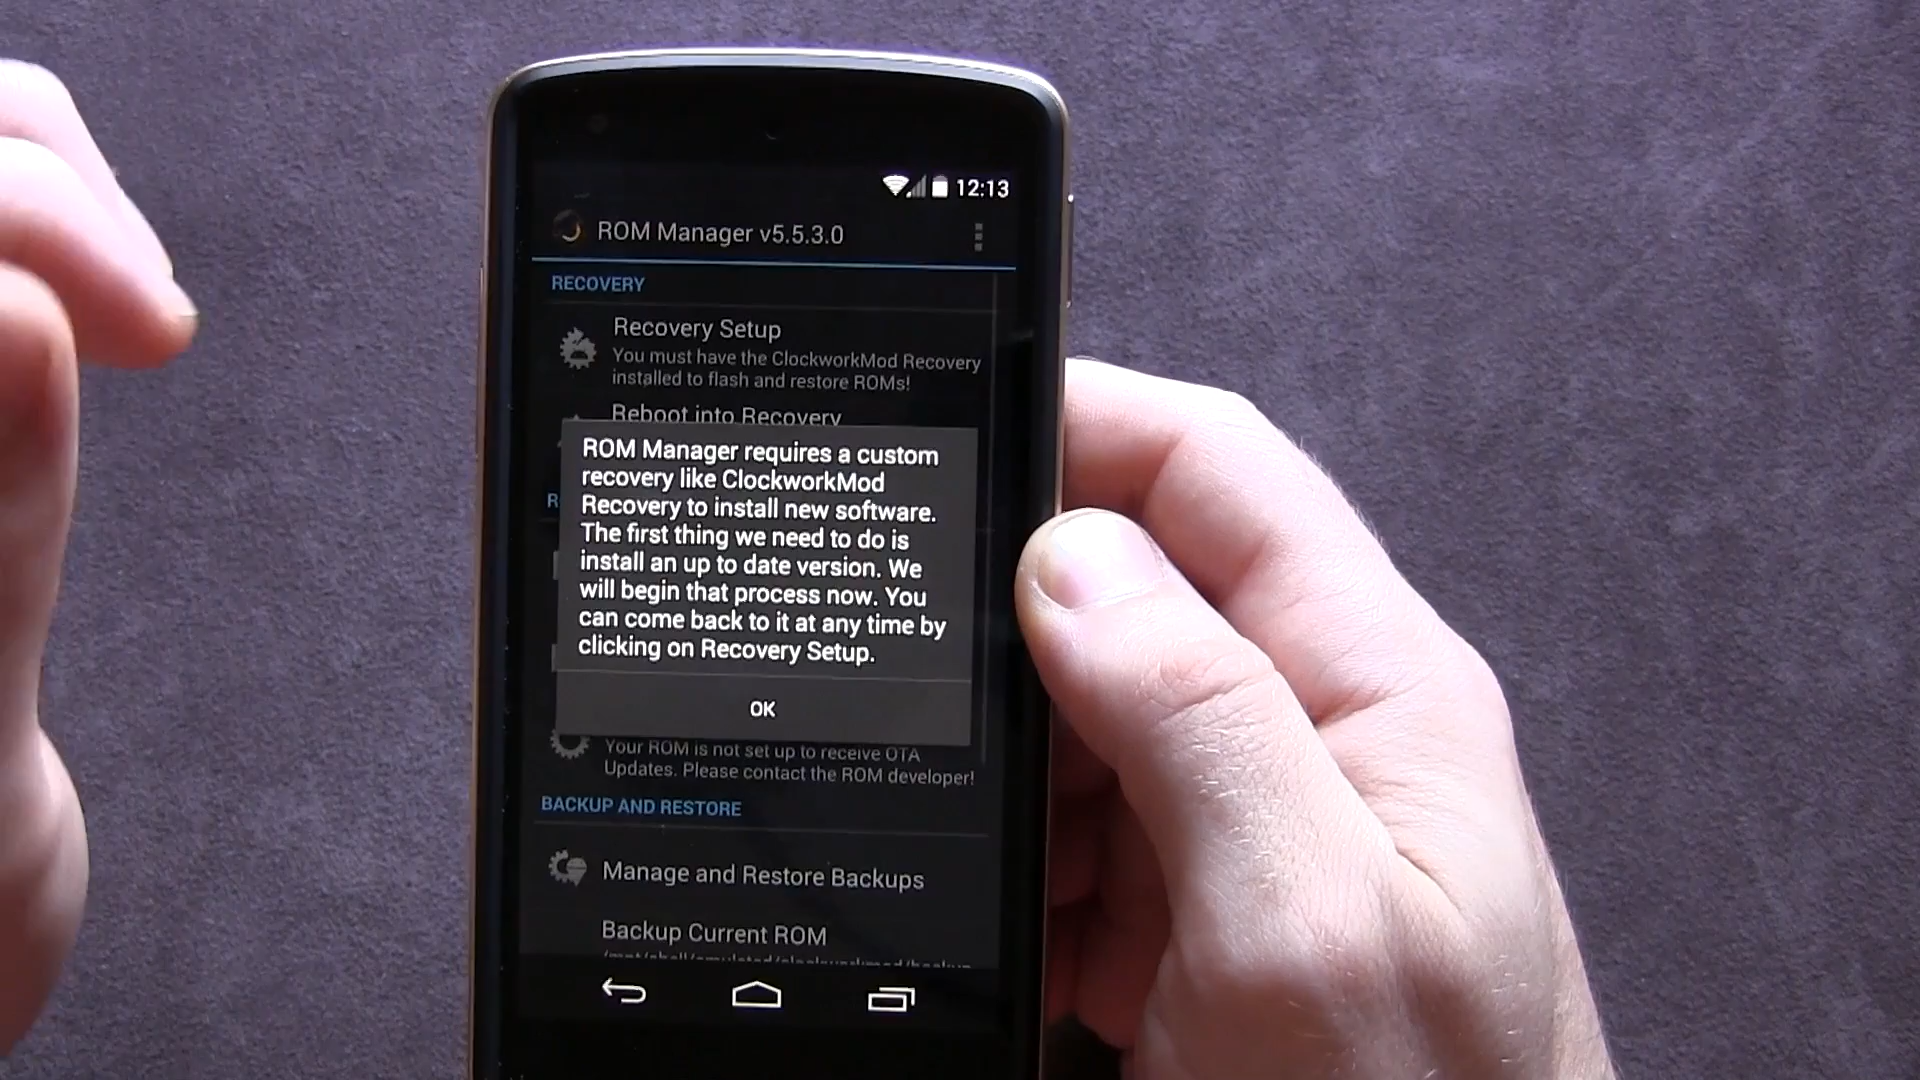 12:13
ROM Manager v5.5.3.0
RECOVERY
Recovery Setup
You must have the ClockworkMod Recovery
installed to flash and restore ROMs!
Reboot into Recovery
ROM Manager requires a custom
recovery like ClockworkMod
Recovery to install new software.
The first thing we need to do is
install an up to date version. We
will begin that process now. You
can come back to it at any time by
clicking on Recovery Setup.
OK
Your ROM is not set up to receive OTA
Updates. Please contact the ROM developer!
BACKUP AND RESTORE
Manage and Restore Backups
Backup Current ROM